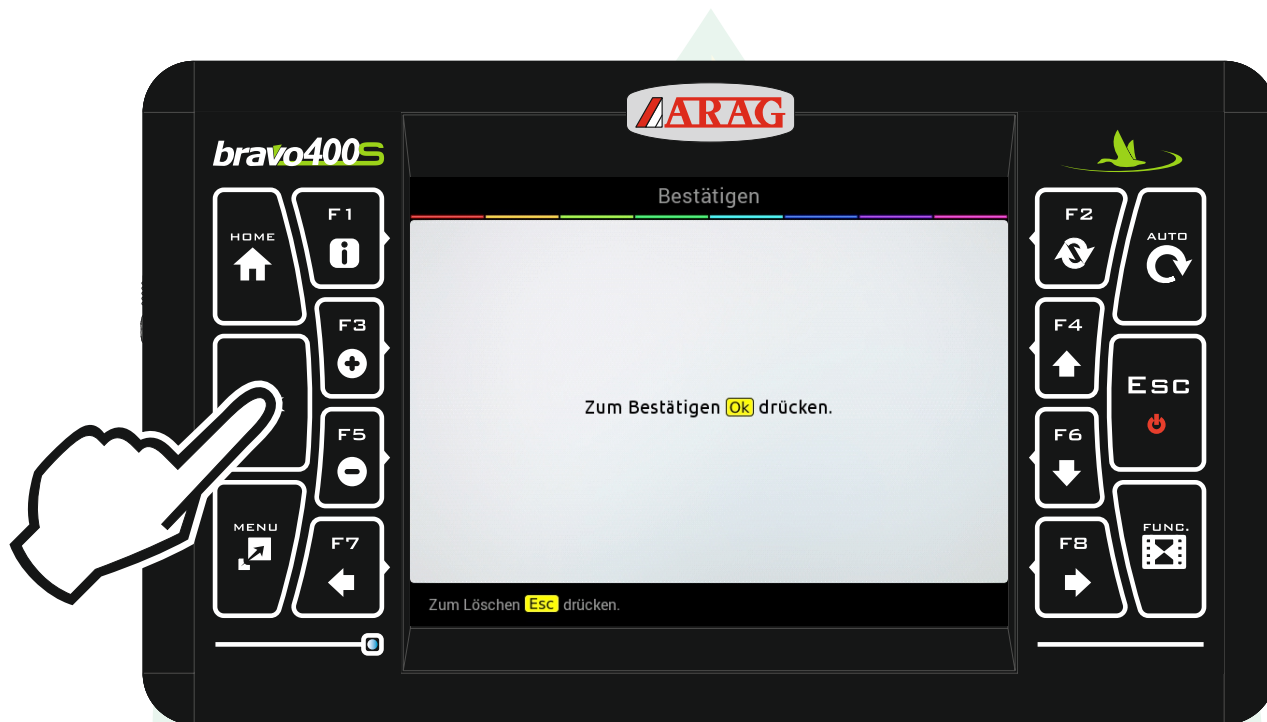 ARAG
bravo400S
Bestätigen
HOME
F1
F2
AUTO
F3
F4
Zum Bestätigen Ok drücken.
Esc
F5
F6
MENU
F7
F8
FUNC.
Zum Löschen Esc drücken.